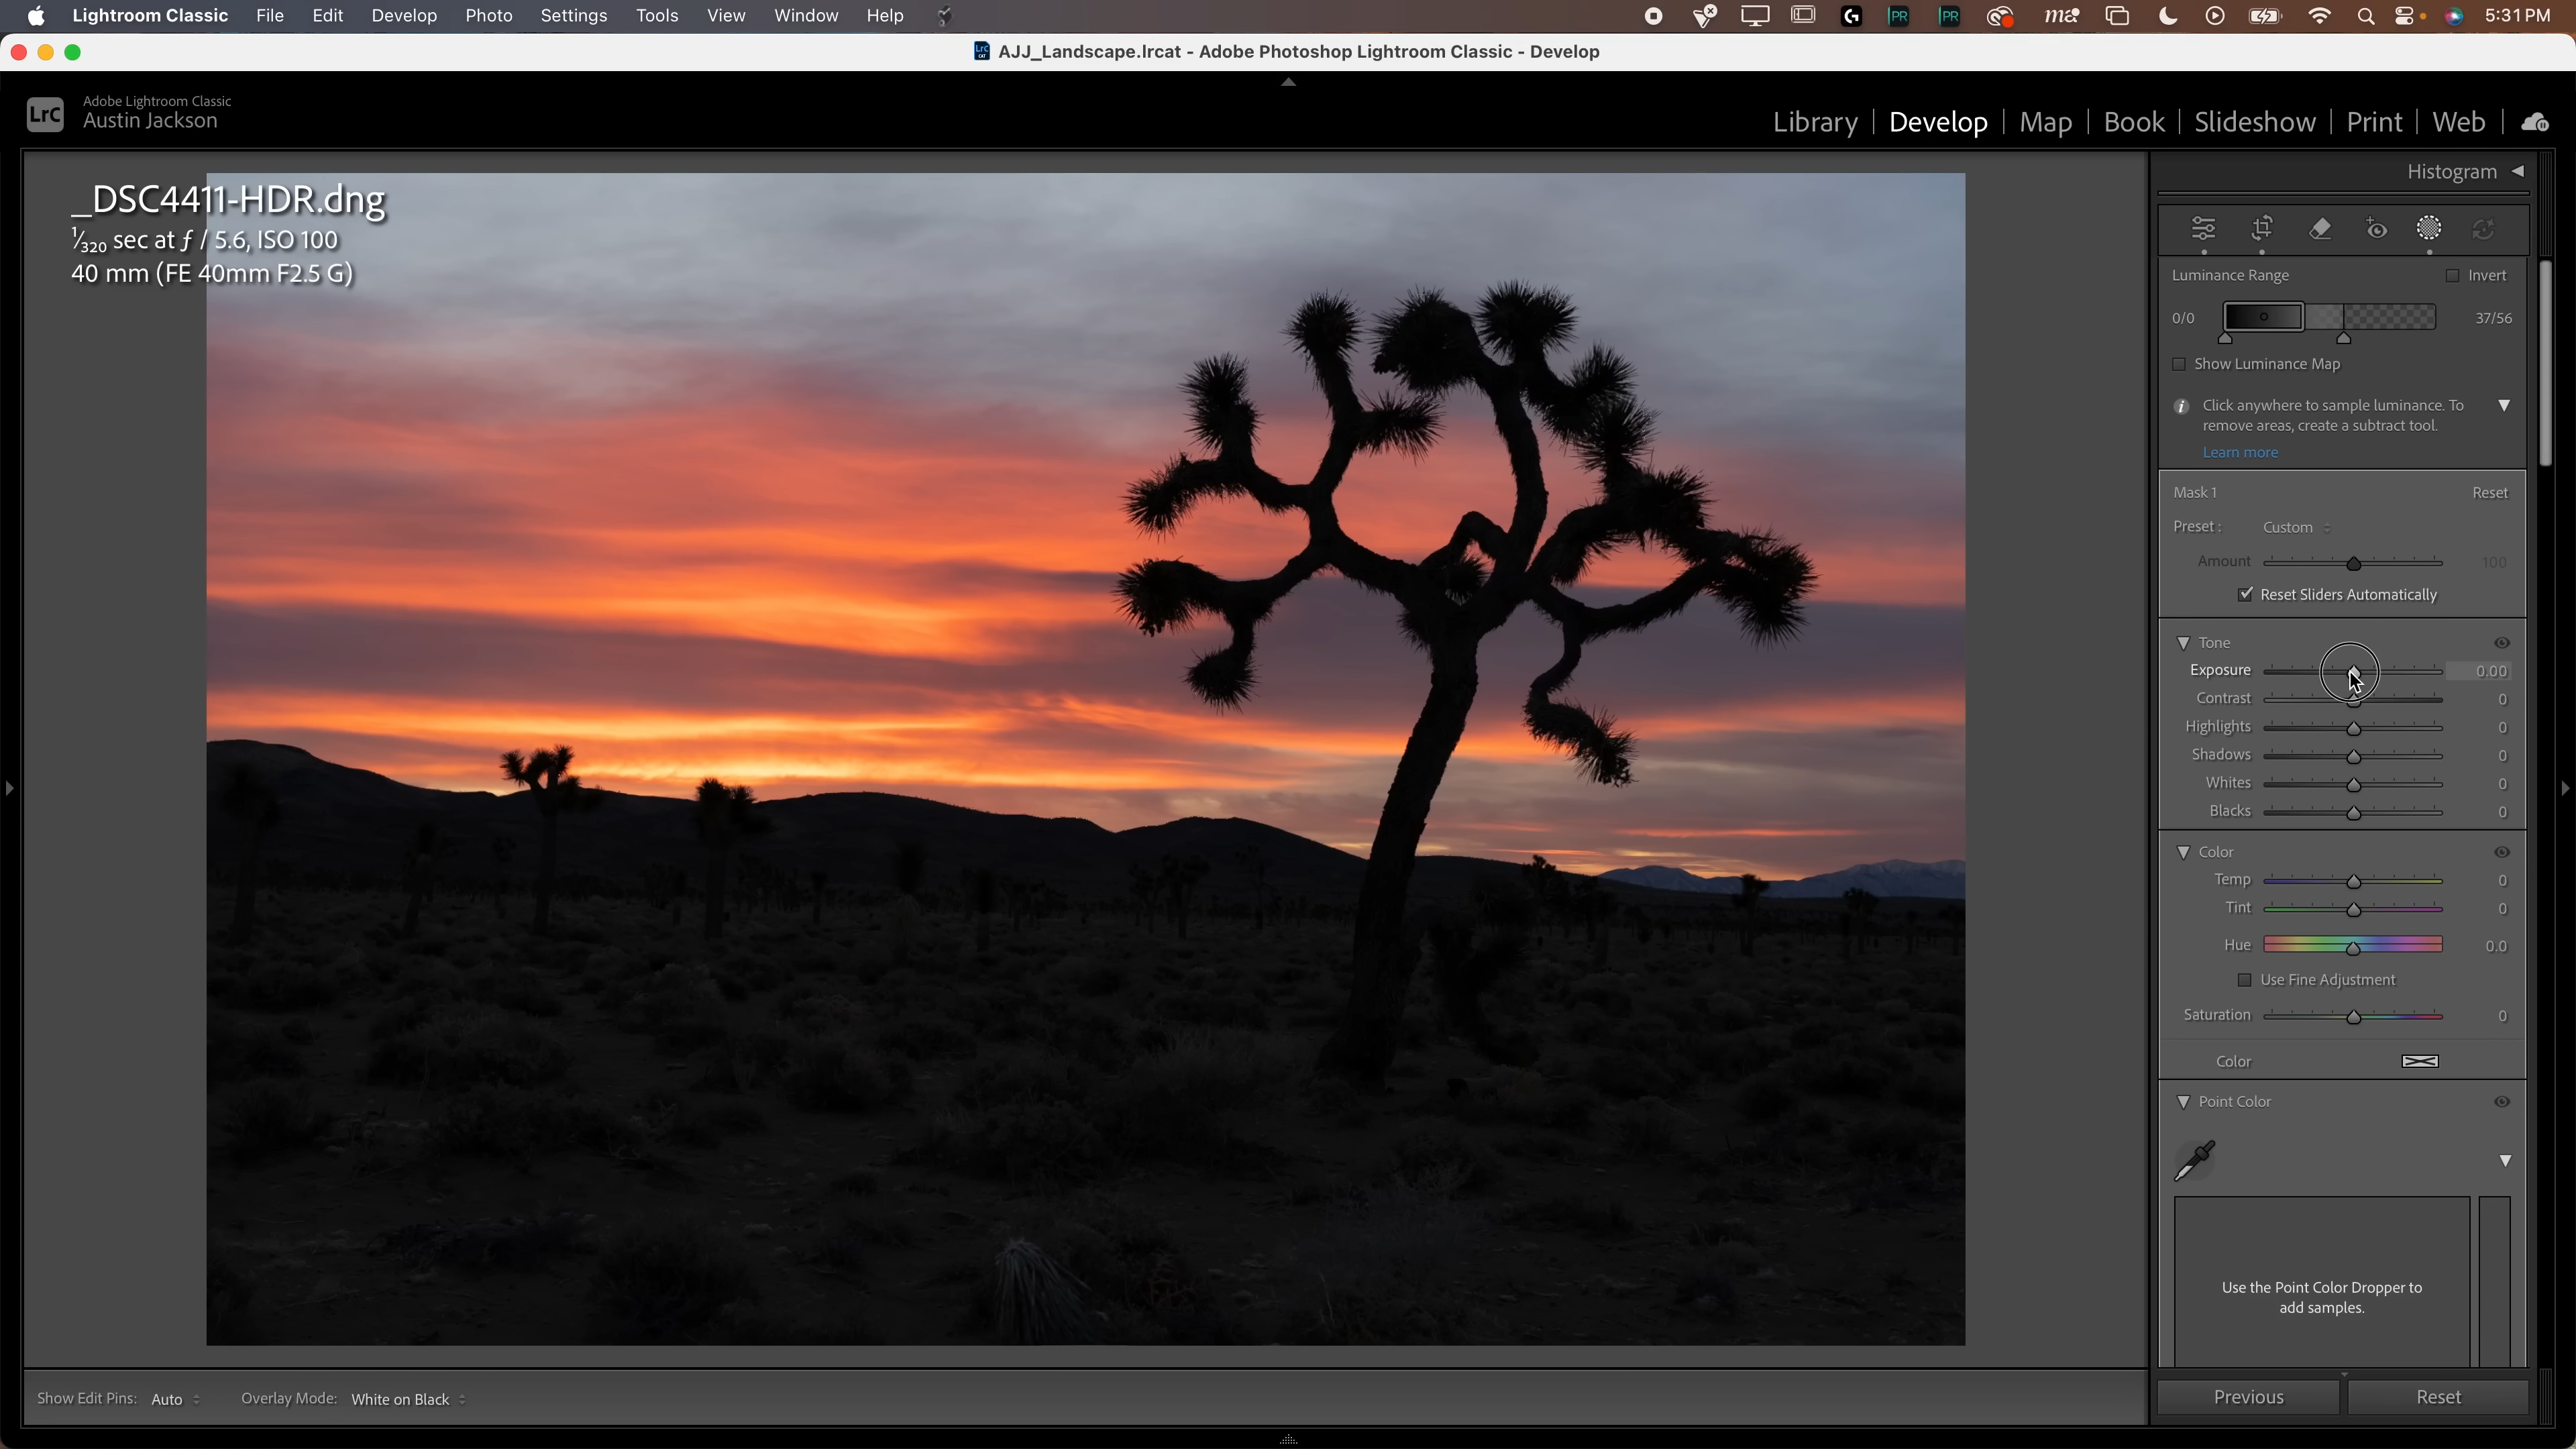 Lightroom Classic File Edit Develop Photo Settings Tools View Window Help 5:31 PM
AJJ_Landscape.lrcat - Adobe Photoshop Lightroom Classic - Develop
LrC
Adobe Lightroom Classic
Austin Jackson
Library | Develop | Map | Book | Slideshow | Print | Web
_DSC4411-HDR.dng
1/320 sec at ƒ / 5.6, ISO 100
40 mm (FE 40mm F2.5 G)
Histogram
Luminance Range Invert
0/0 37/56
Show Luminance Map
Click anywhere to sample luminance. To
remove areas, create a subtract tool.
Learn more
Mask 1 Reset
Preset : Custom
Amount 100
Reset Sliders Automatically
Tone
Exposure 0.00
Contrast 0
Highlights 0
Shadows 0
Whites 0
Blacks 0
Color
Temp 0
Tint 0
Hue 0.0
Use Fine Adjustment
Saturation 0
Color
Point Color
Use the Point Color Dropper to
add samples.
Previous Reset
Show Edit Pins: Auto Overlay Mode: White on Black